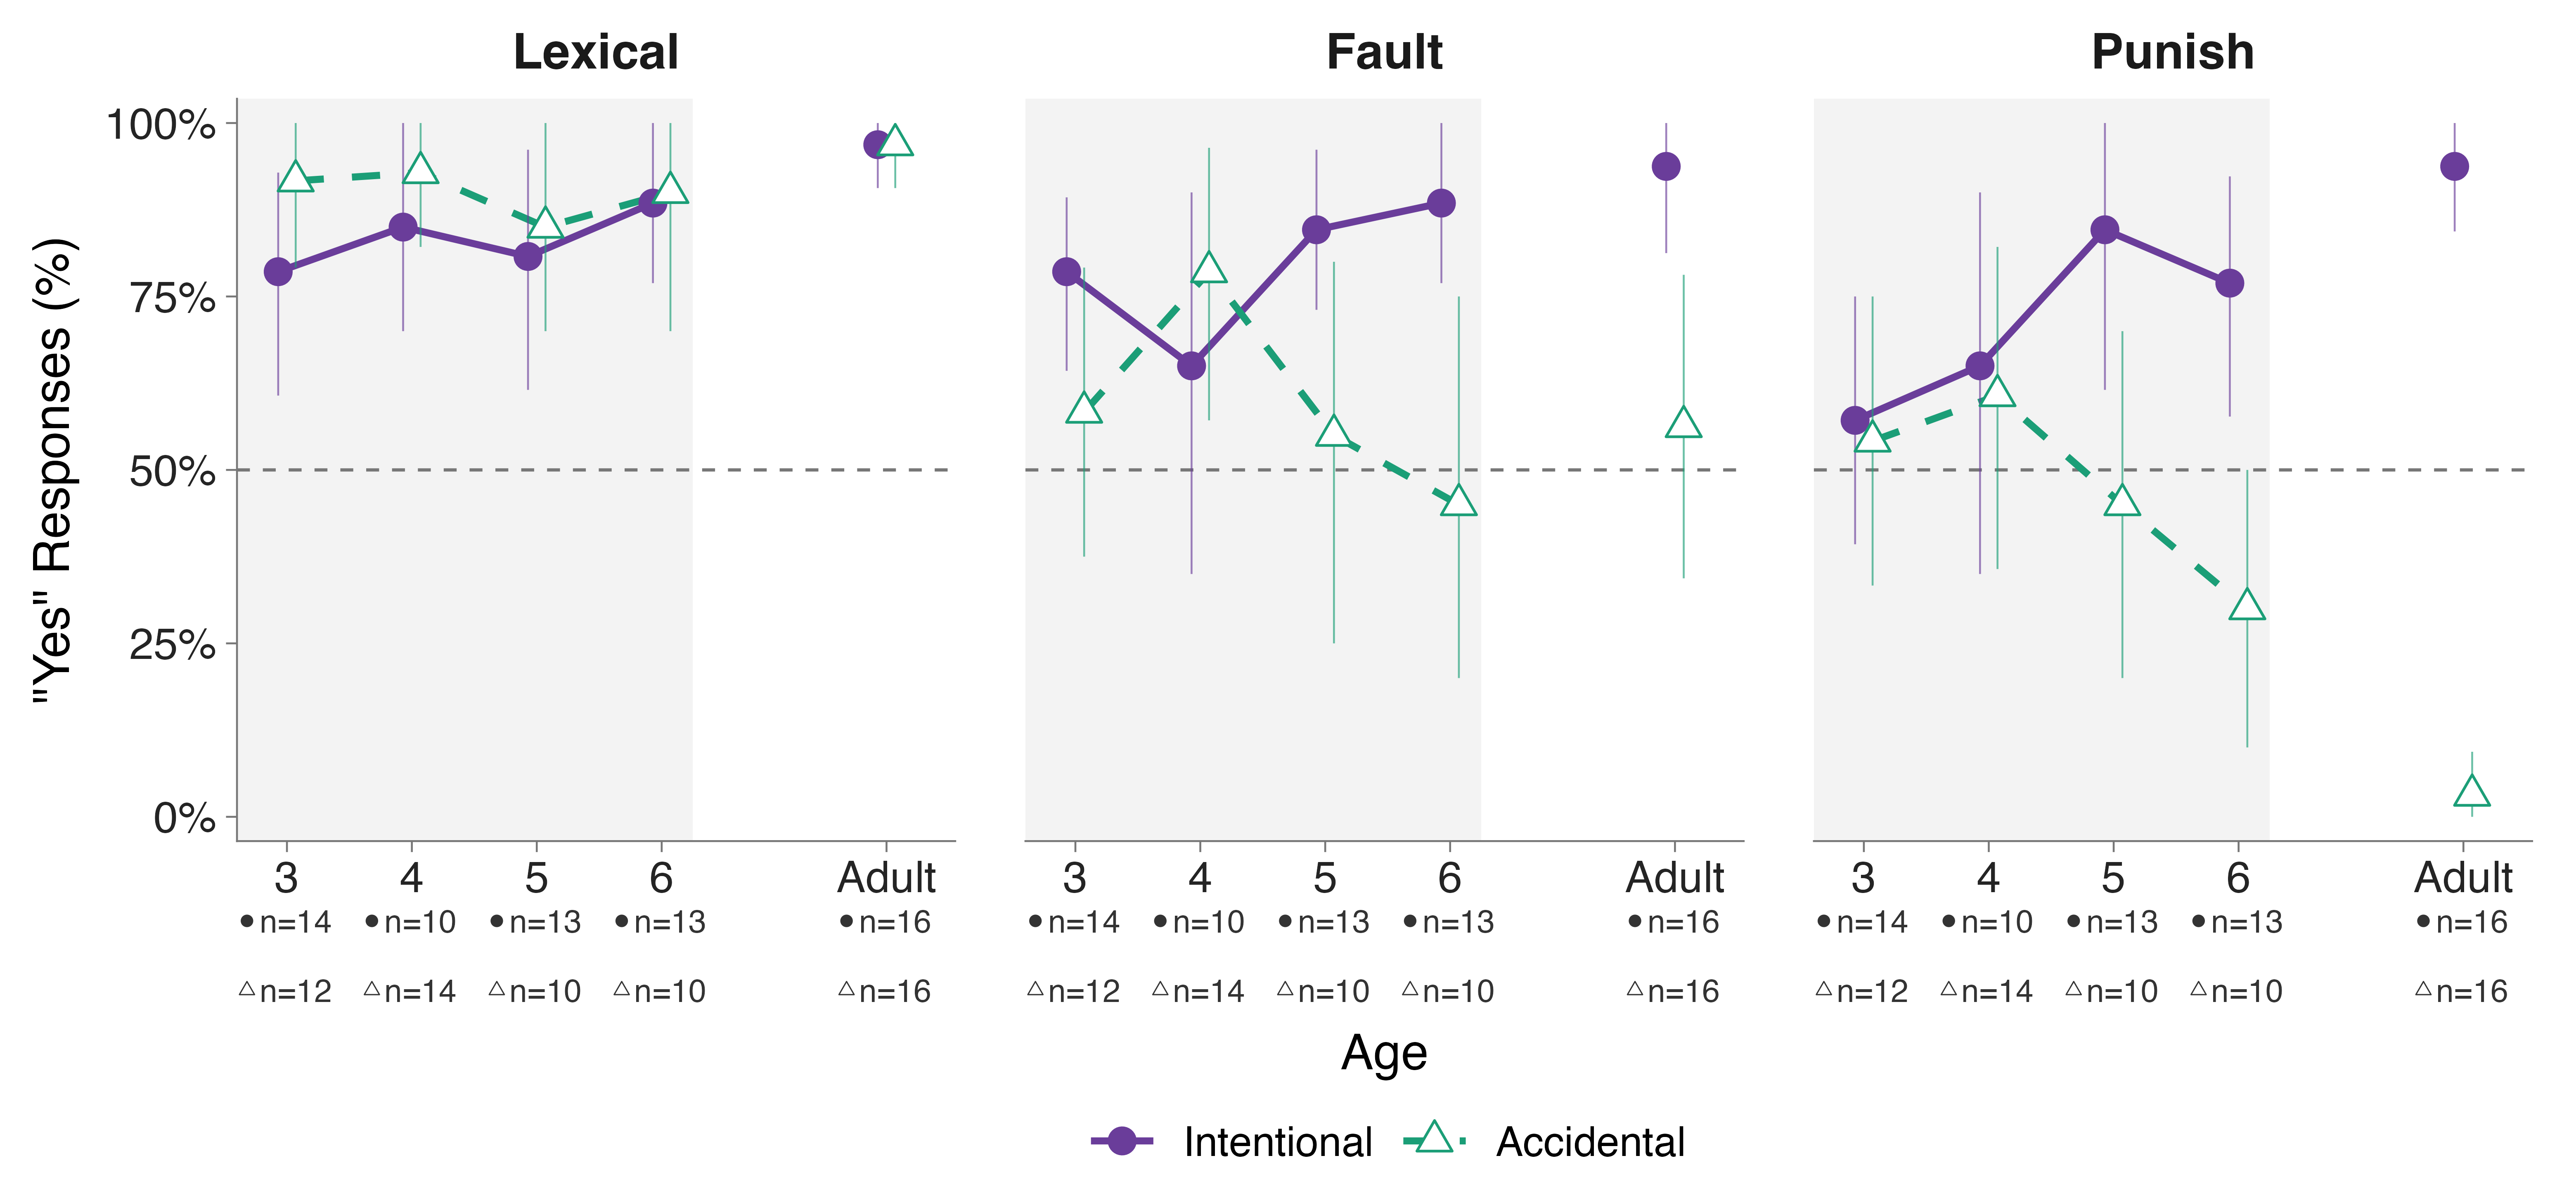 Lexical Fault Punish
"Yes" Responses (%)
100%
75%
50%
25%
0%
3 4 5 6 Adult 3 4 5 6 Adult 3 4 5 6 Adult
n=14 n=10 n=13 n=13 n=16 n=14 n=10 n=13 n=13 n=16 n=14 n=10 n=13 n=13 n=16
n=12 n=14 n=10 n=10 n=16 n=12 n=14 n=10 n=10 n=16 n=12 n=14 n=10 n=10 n=16
Age
Intentional Accidental